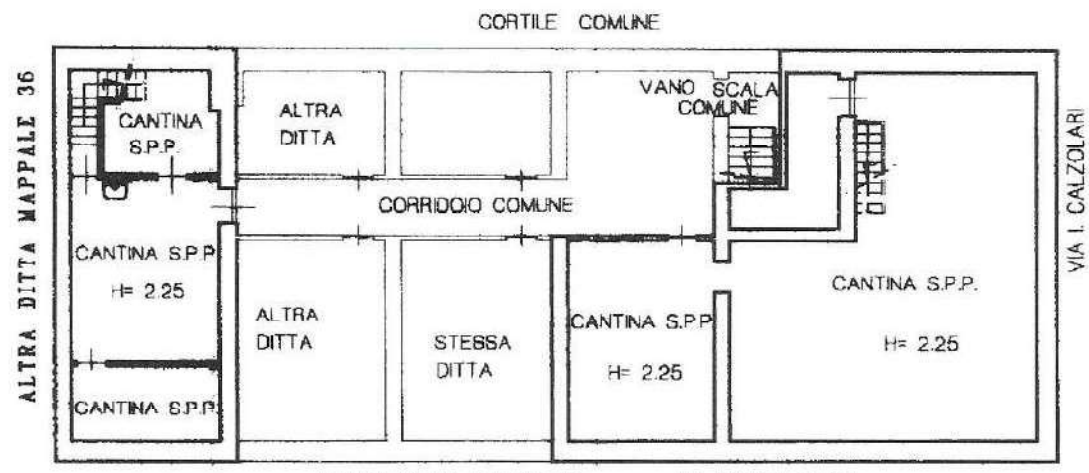 CORTILE COMUNE
ALTRA DITTA MAPPALE 36
CANTINA
S.P.P.
ALTRA
DITTA
VANO SCALA
COMUNE
VIA I. CALZOLARI
CORRIDOIO COMUNE
CANTINA S.P.P
H= 2.25
CANTINA S.P.P.
H= 2.25
ALTRA
DITTA
STESSA
DITTA
CANTINA S.P.P
H= 2.25
CANTINA S.P.P.